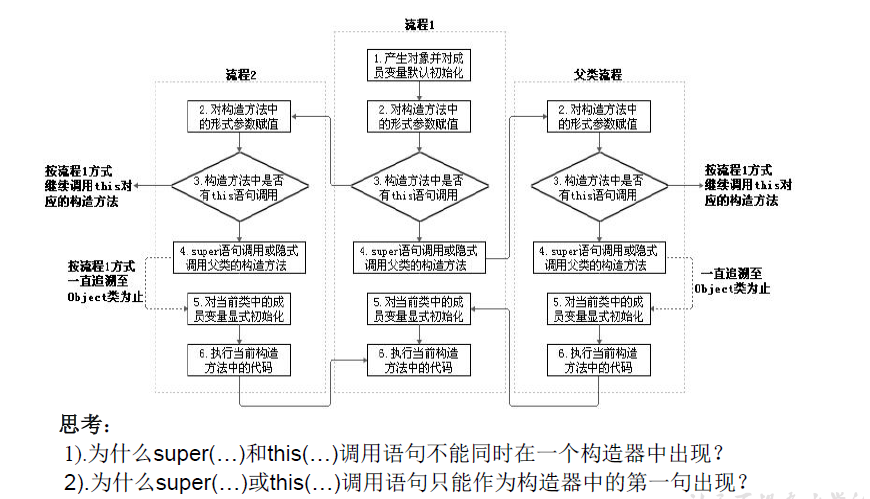 流程1
流程2
父类流程
1.产生对象并对成
员变量默认初始化
2.对构造方法中
的形式参数赋值
2.对构造方法中
的形式参数赋值
2.对构造方法中
的形式参数赋值
按流程1方式
继续调用this对
应的构造方法
3.构造方法中是否
有this语句调用
3.构造方法中是否
有this语句调用
3.构造方法中是否
有this语句调用
按流程1方式
继续调用this对
应的构造方法
按流程1方式
一直追溯至
Object类为止
4.super语句调用或隐式
调用父类的构造方法
4.super语句调用或隐式
调用父类的构造方法
4.super语句调用或隐式
调用父类的构造方法
一直追溯至
Object类为止
5.对当前类中的成
员变量显式初始化
5.对当前类中的成
员变量显式初始化
5.对当前类中的成
员变量显式初始化
6.执行当前构造
方法中的代码
6.执行当前构造
方法中的代码
6.执行当前构造
方法中的代码
思考：
1).为什么super(…)和this(…)调用语句不能同时在一个构造器中出现？
2).为什么super(…)或this(…)调用语句只能作为构造器中的第一句出现？